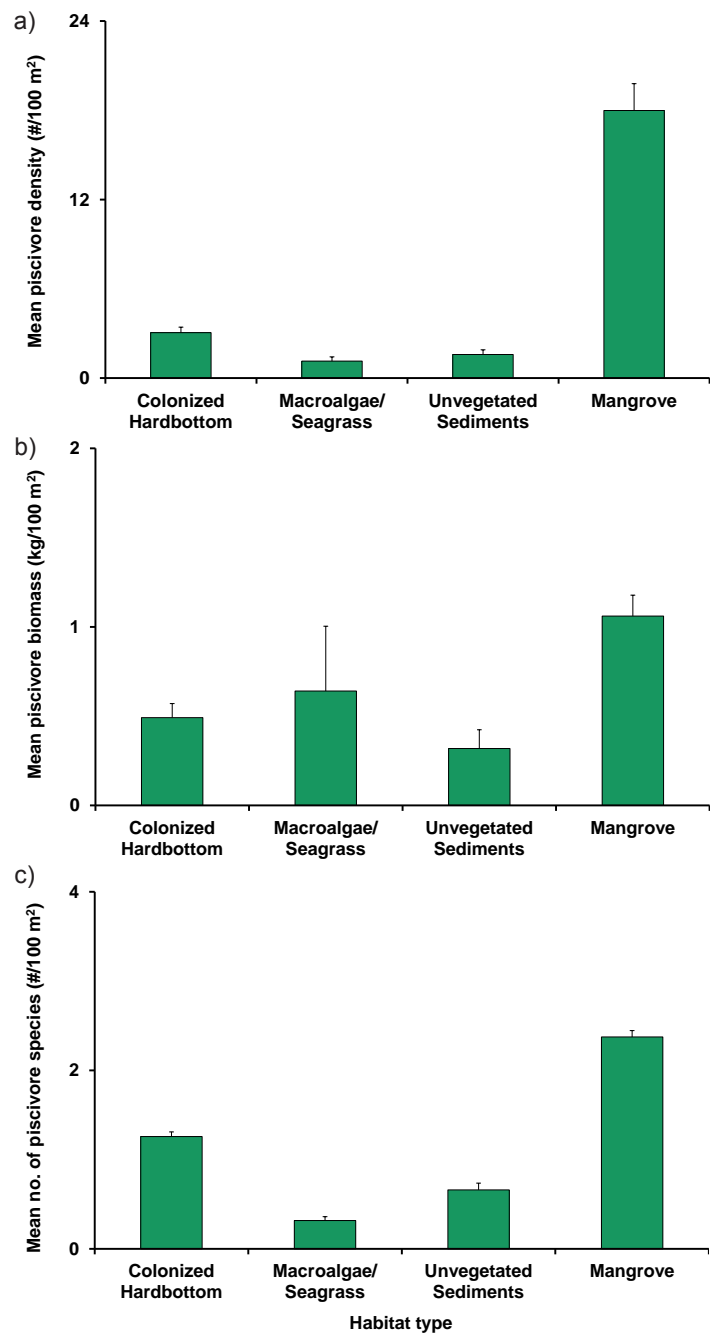 a)
Mean piscivore density (#/100 m²)
24
12
0
Colonized Hardbottom
Macroalgae/ Seagrass
Unvegetated Sediments
Mangrove
b)
Mean piscivore biomass (kg/100 m²)
2
1
0
Colonized Hardbottom
Macroalgae/ Seagrass
Unvegetated Sediments
Mangrove
c)
Mean no. of piscivore species (#/100 m²)
4
2
0
Colonized Hardbottom
Macroalgae/ Seagrass
Unvegetated Sediments
Mangrove
Habitat type